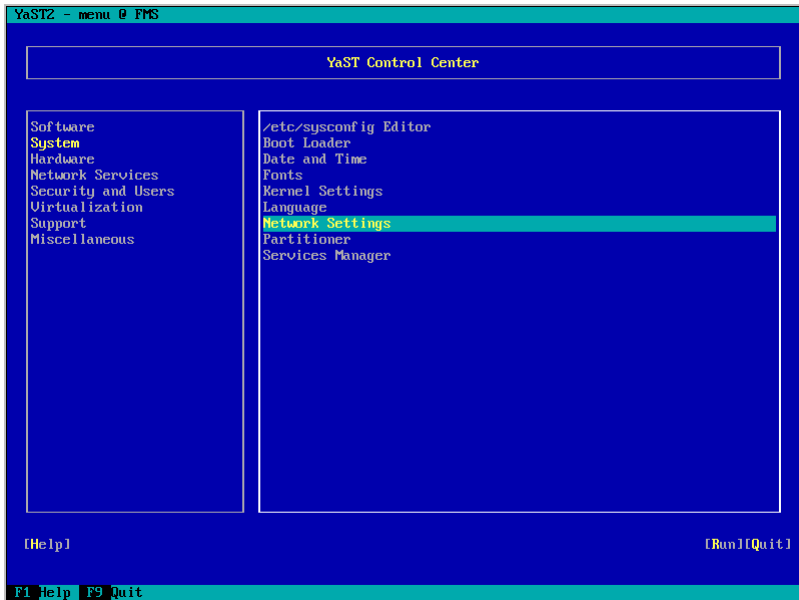 YaST2 - menu @ FMS
YaST Control Center
Software
System
Hardware
Network Services
Security and Users
Virtualization
Support
Miscellaneous
/etc/sysconfig Editor
Boot Loader
Date and Time
Fonts
Kernel Settings
Language
Network Settings
Partitioner
Services Manager
[Help] [Run][Quit]
F1 Help F9 Quit